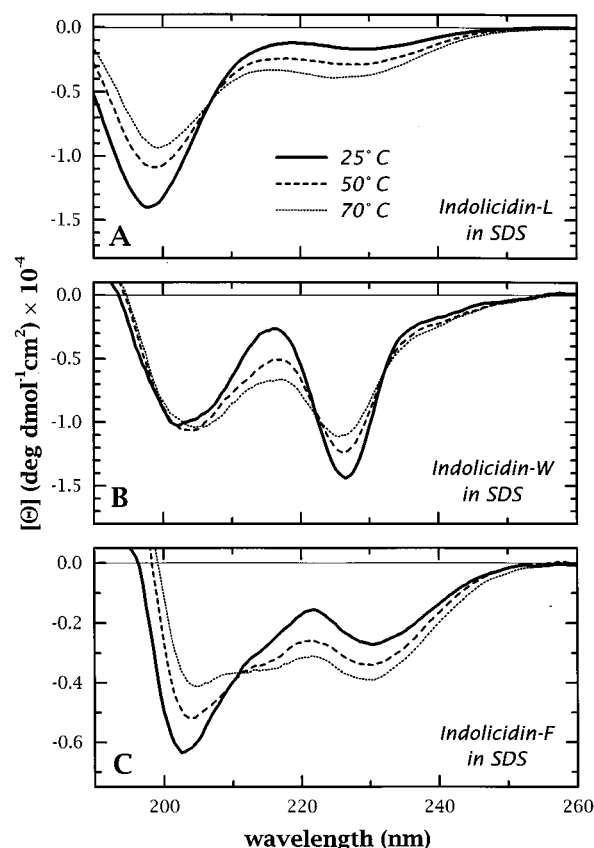 0.0
-0.5
-1.0
-1.5
25° C
50° C
70° C
A
Indolicidin-L
in SDS
[Θ] (deg dmol⁻¹cm²) × 10⁻⁴
0.0
-0.5
-1.0
-1.5
B
Indolicidin-W
in SDS
0.0
-0.2
-0.4
-0.6
C
Indolicidin-F
in SDS
200 220 240 260
wavelength (nm)